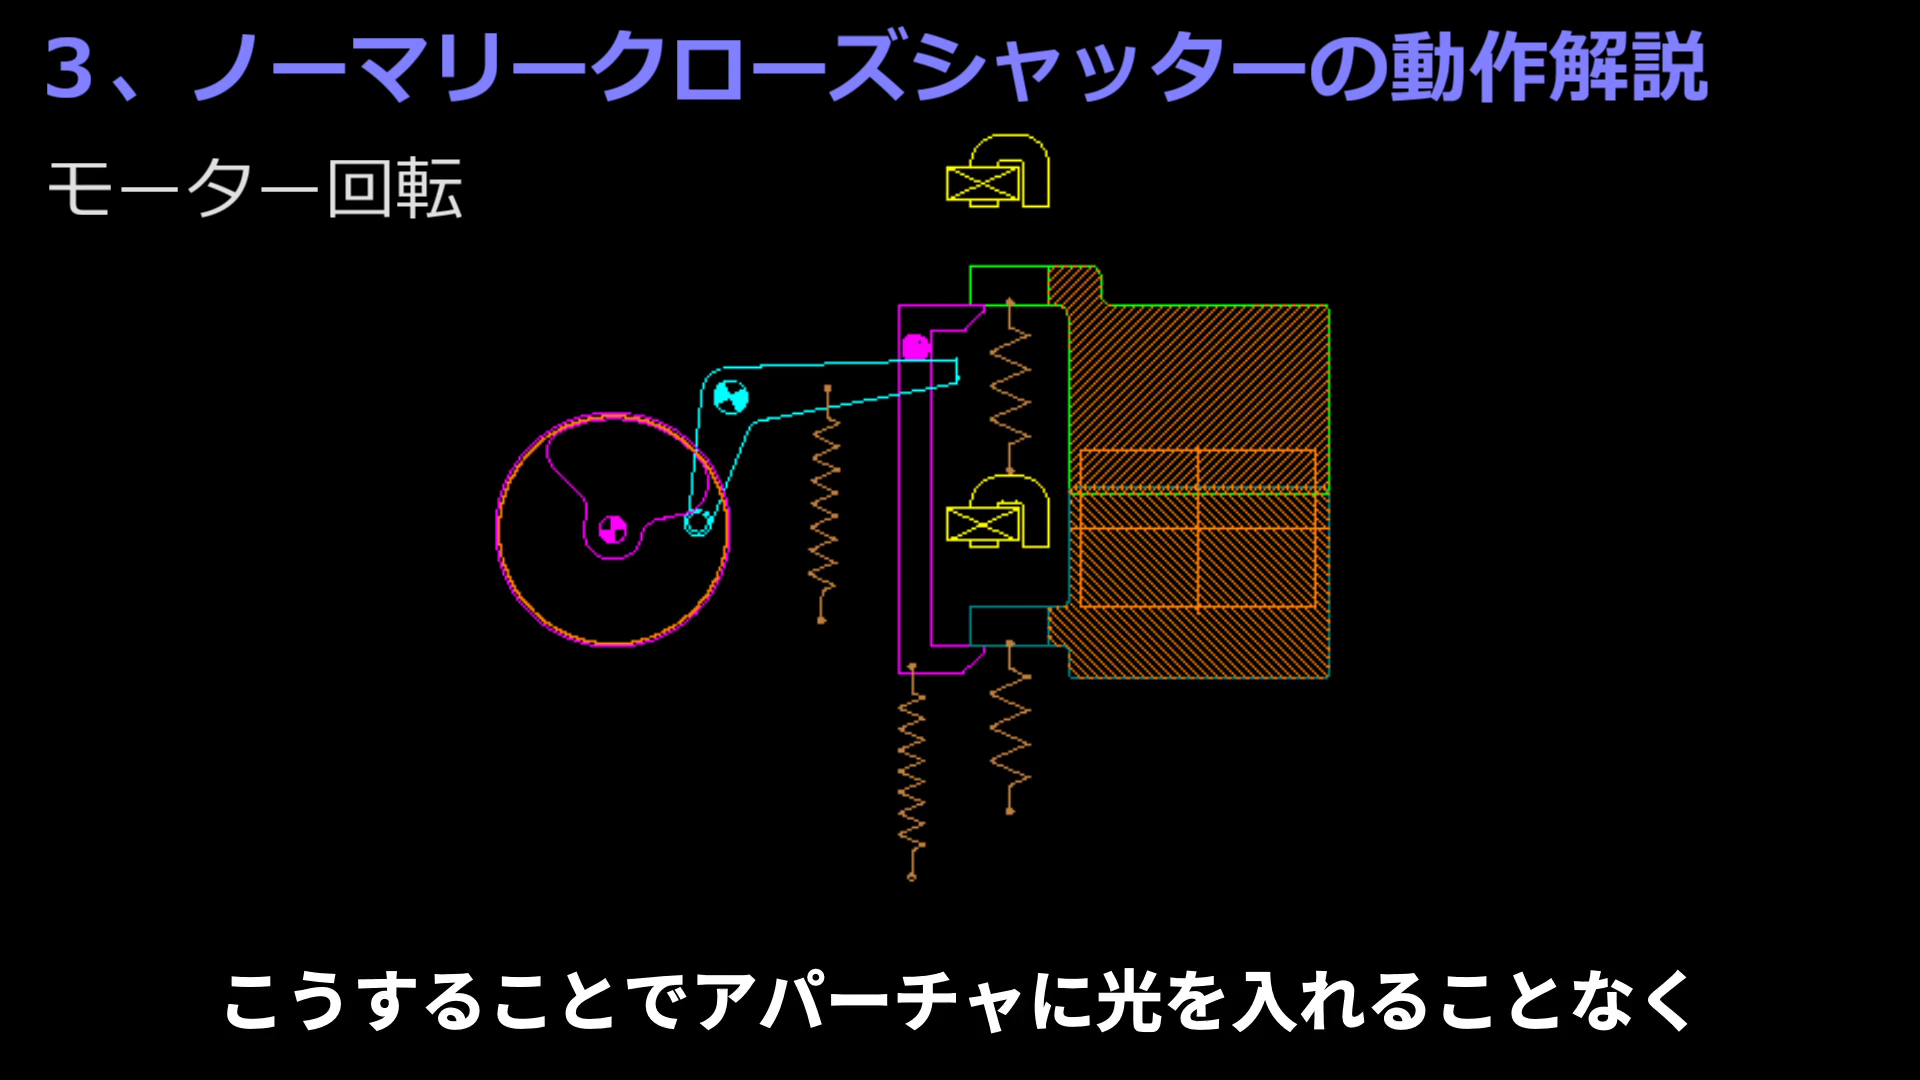 ３、ノーマリークローズシャッターの動作解説
モーター回転
こうすることでアパーチャに光を入れることなく